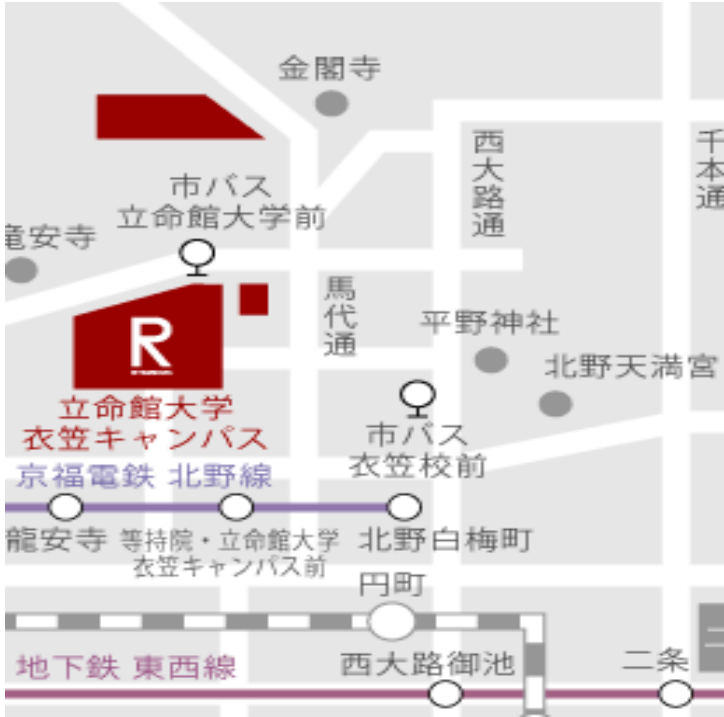 金閣寺
西大路通
千本通
市バス
立命館大学前
竜安寺
馬代通
平野神社
北野天満宮
R
立命館大学
衣笠キャンパス
市バス
衣笠校前
京福電鉄 北野線
龍安寺
等持院・立命館大学
衣笠キャンパス前
北野白梅町
円町
地下鉄 東西線
西大路御池
二条